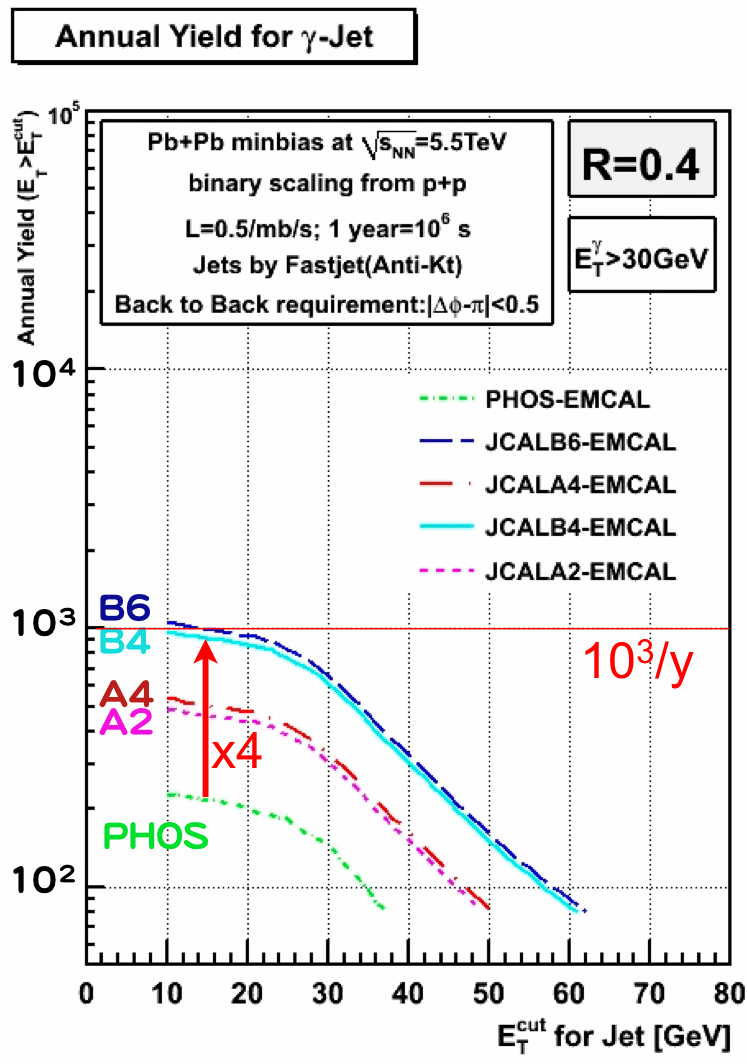 Annual Yield for γ-Jet
Annual Yield (E_T >E_T^cut)
10^5
Pb+Pb minbias at √s_NN=5.5TeV
binary scaling from p+p
L=0.5/mb/s; 1 year=10^6 s
Jets by Fastjet(Anti-Kt)
Back to Back requirement:|Δϕ-π|<0.5
R=0.4
E_T^γ>30GeV
10^4
PHOS-EMCAL
JCALB6-EMCAL
JCALA4-EMCAL
JCALB4-EMCAL
JCALA2-EMCAL
B6
10^3
B4
10^3/y
A4
A2
x4
PHOS
10^2
0 10 20 30 40 50 60 70 80
E_T^cut for Jet [GeV]